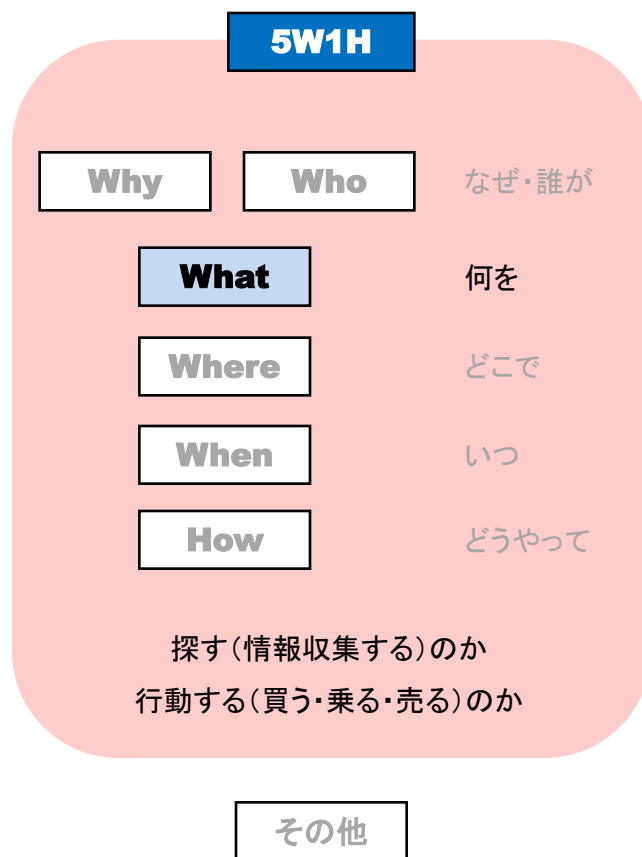 5W1H
Why Who なぜ・誰が
What 何を
Where どこで
When いつ
How どうやって
探す(情報収集する)のか
行動する(買う・乗る・売る)のか
その他